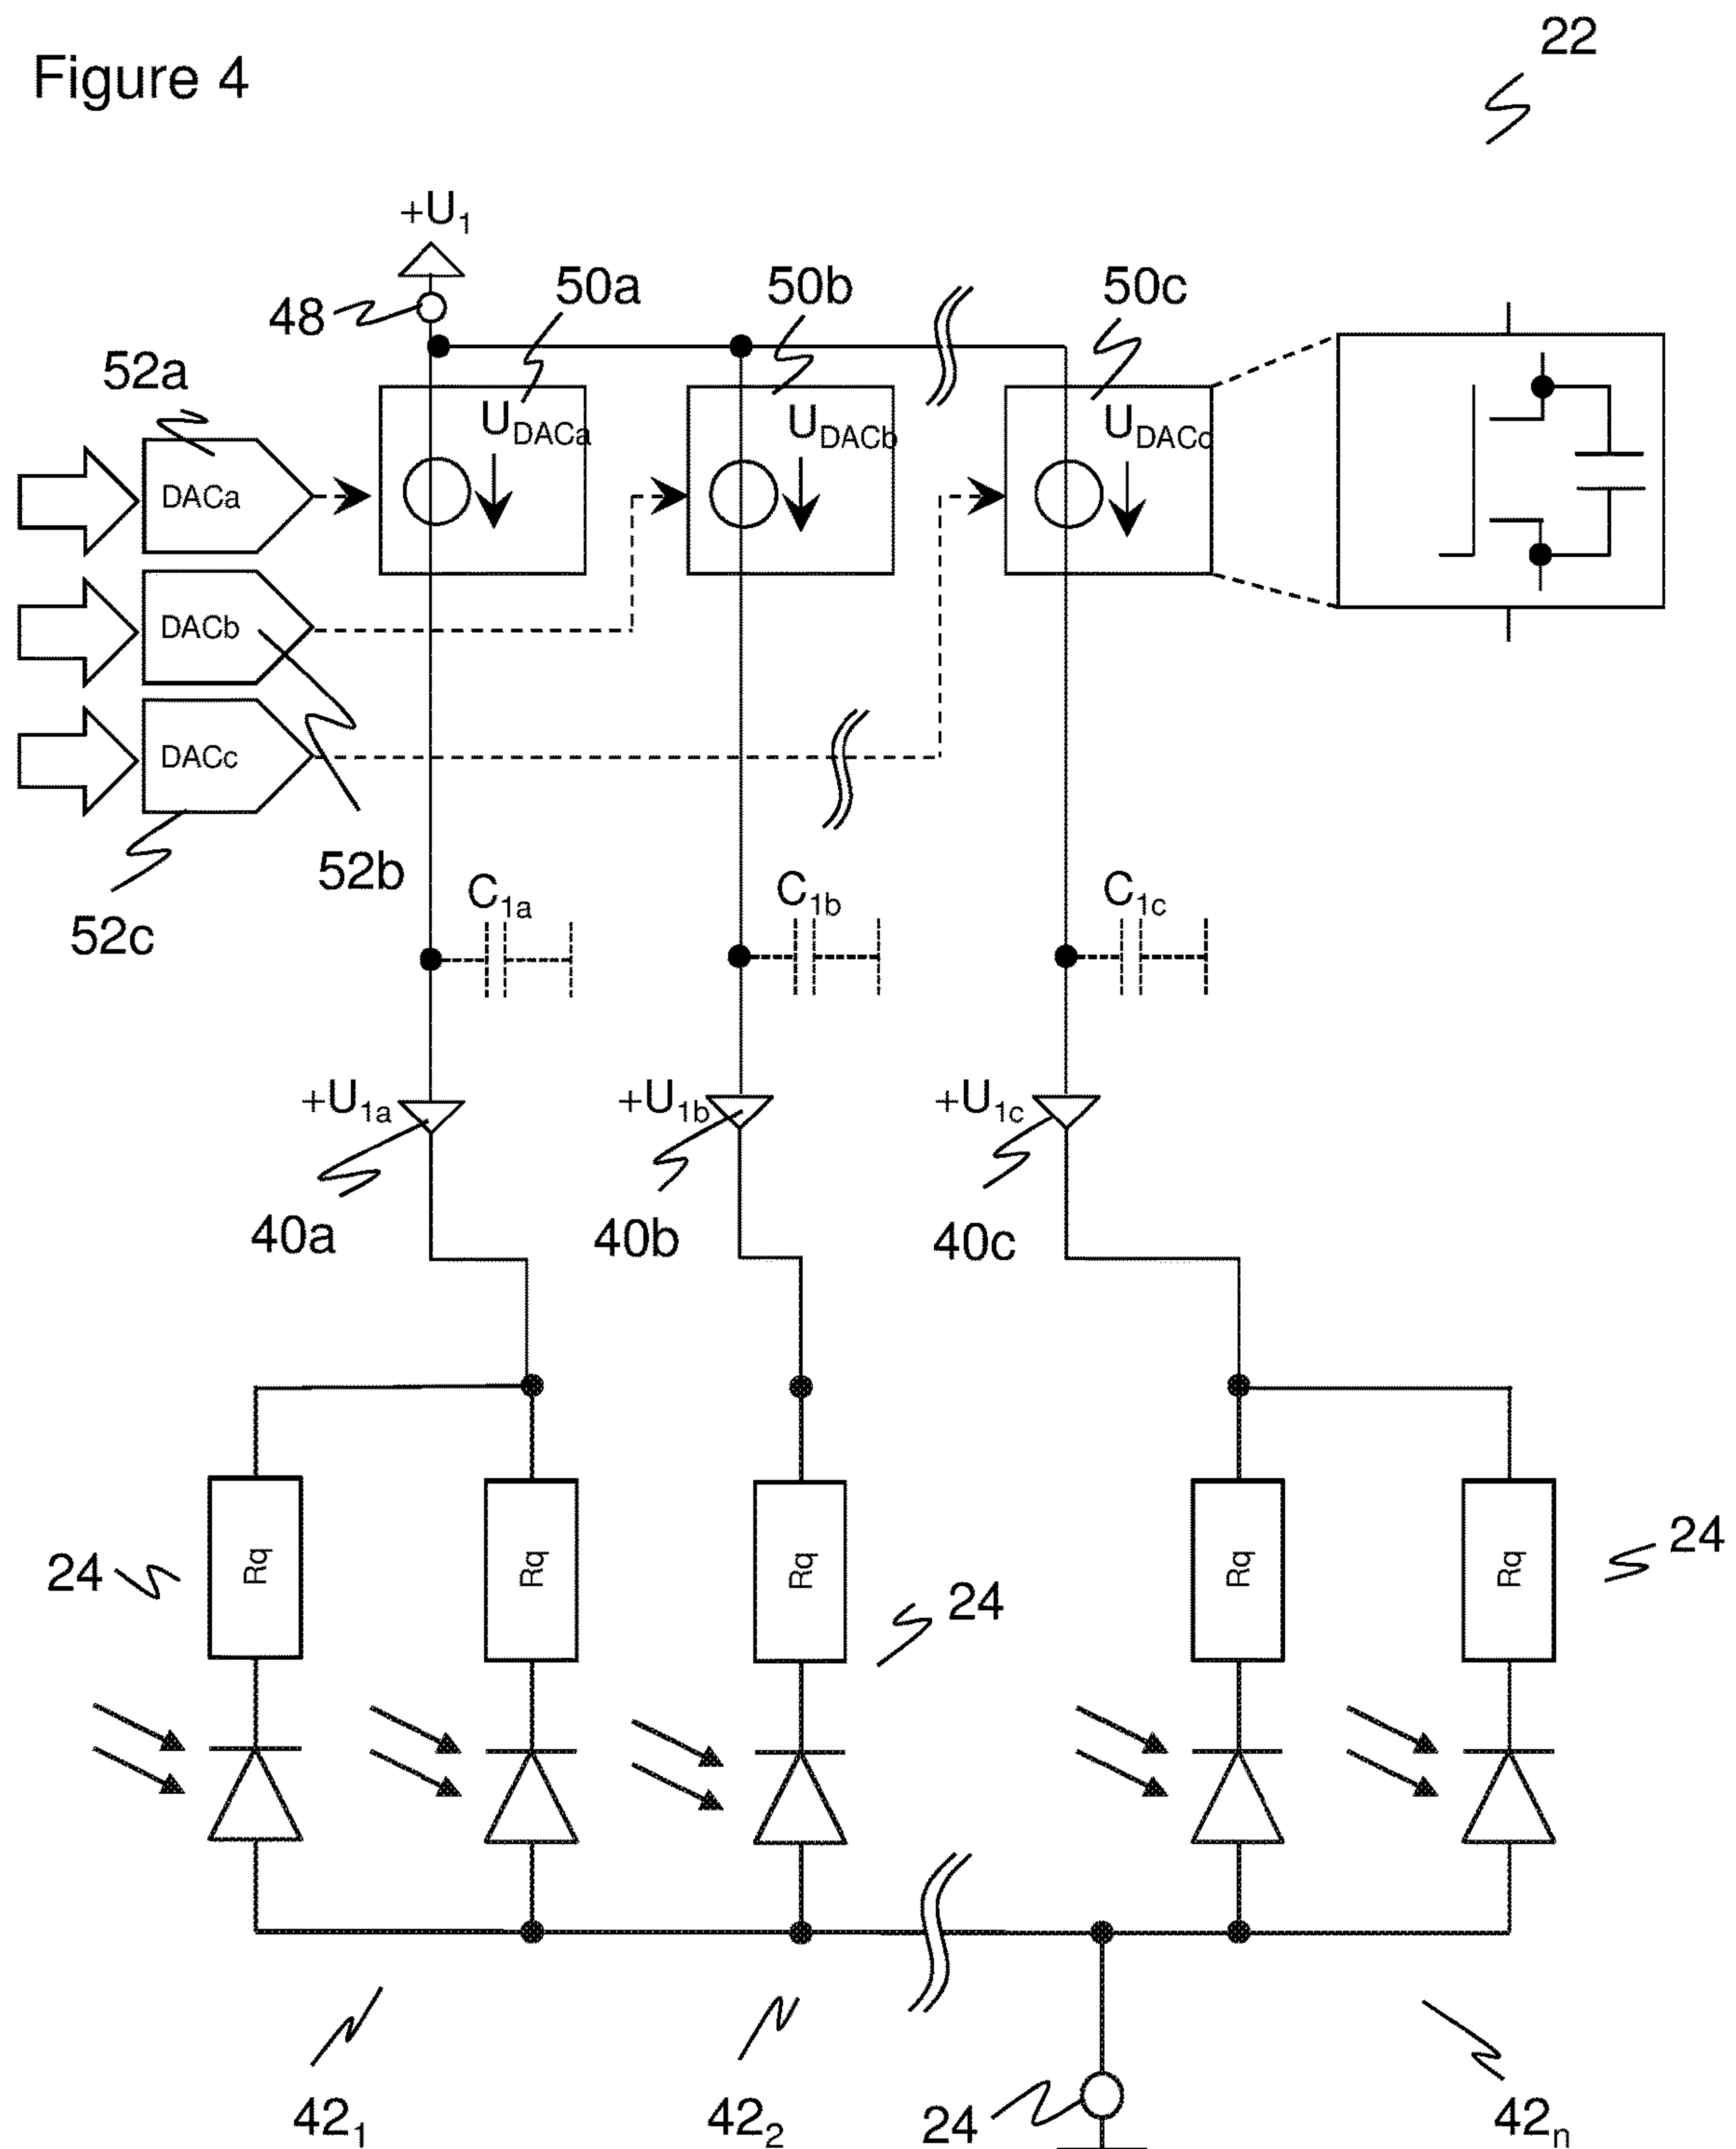 22
Figure 4
+U1
50a
50b
50c
48
52a
UDACa
UDACb
UDACc
DACa
DACb
DACc
52b
C1a
C1b
C1c
52c
+U1a
+U1b
+U1c
40a
40b
40c
Rq
Rq
Rq
Rq
Rq
24
24
24
421
422
24
42n